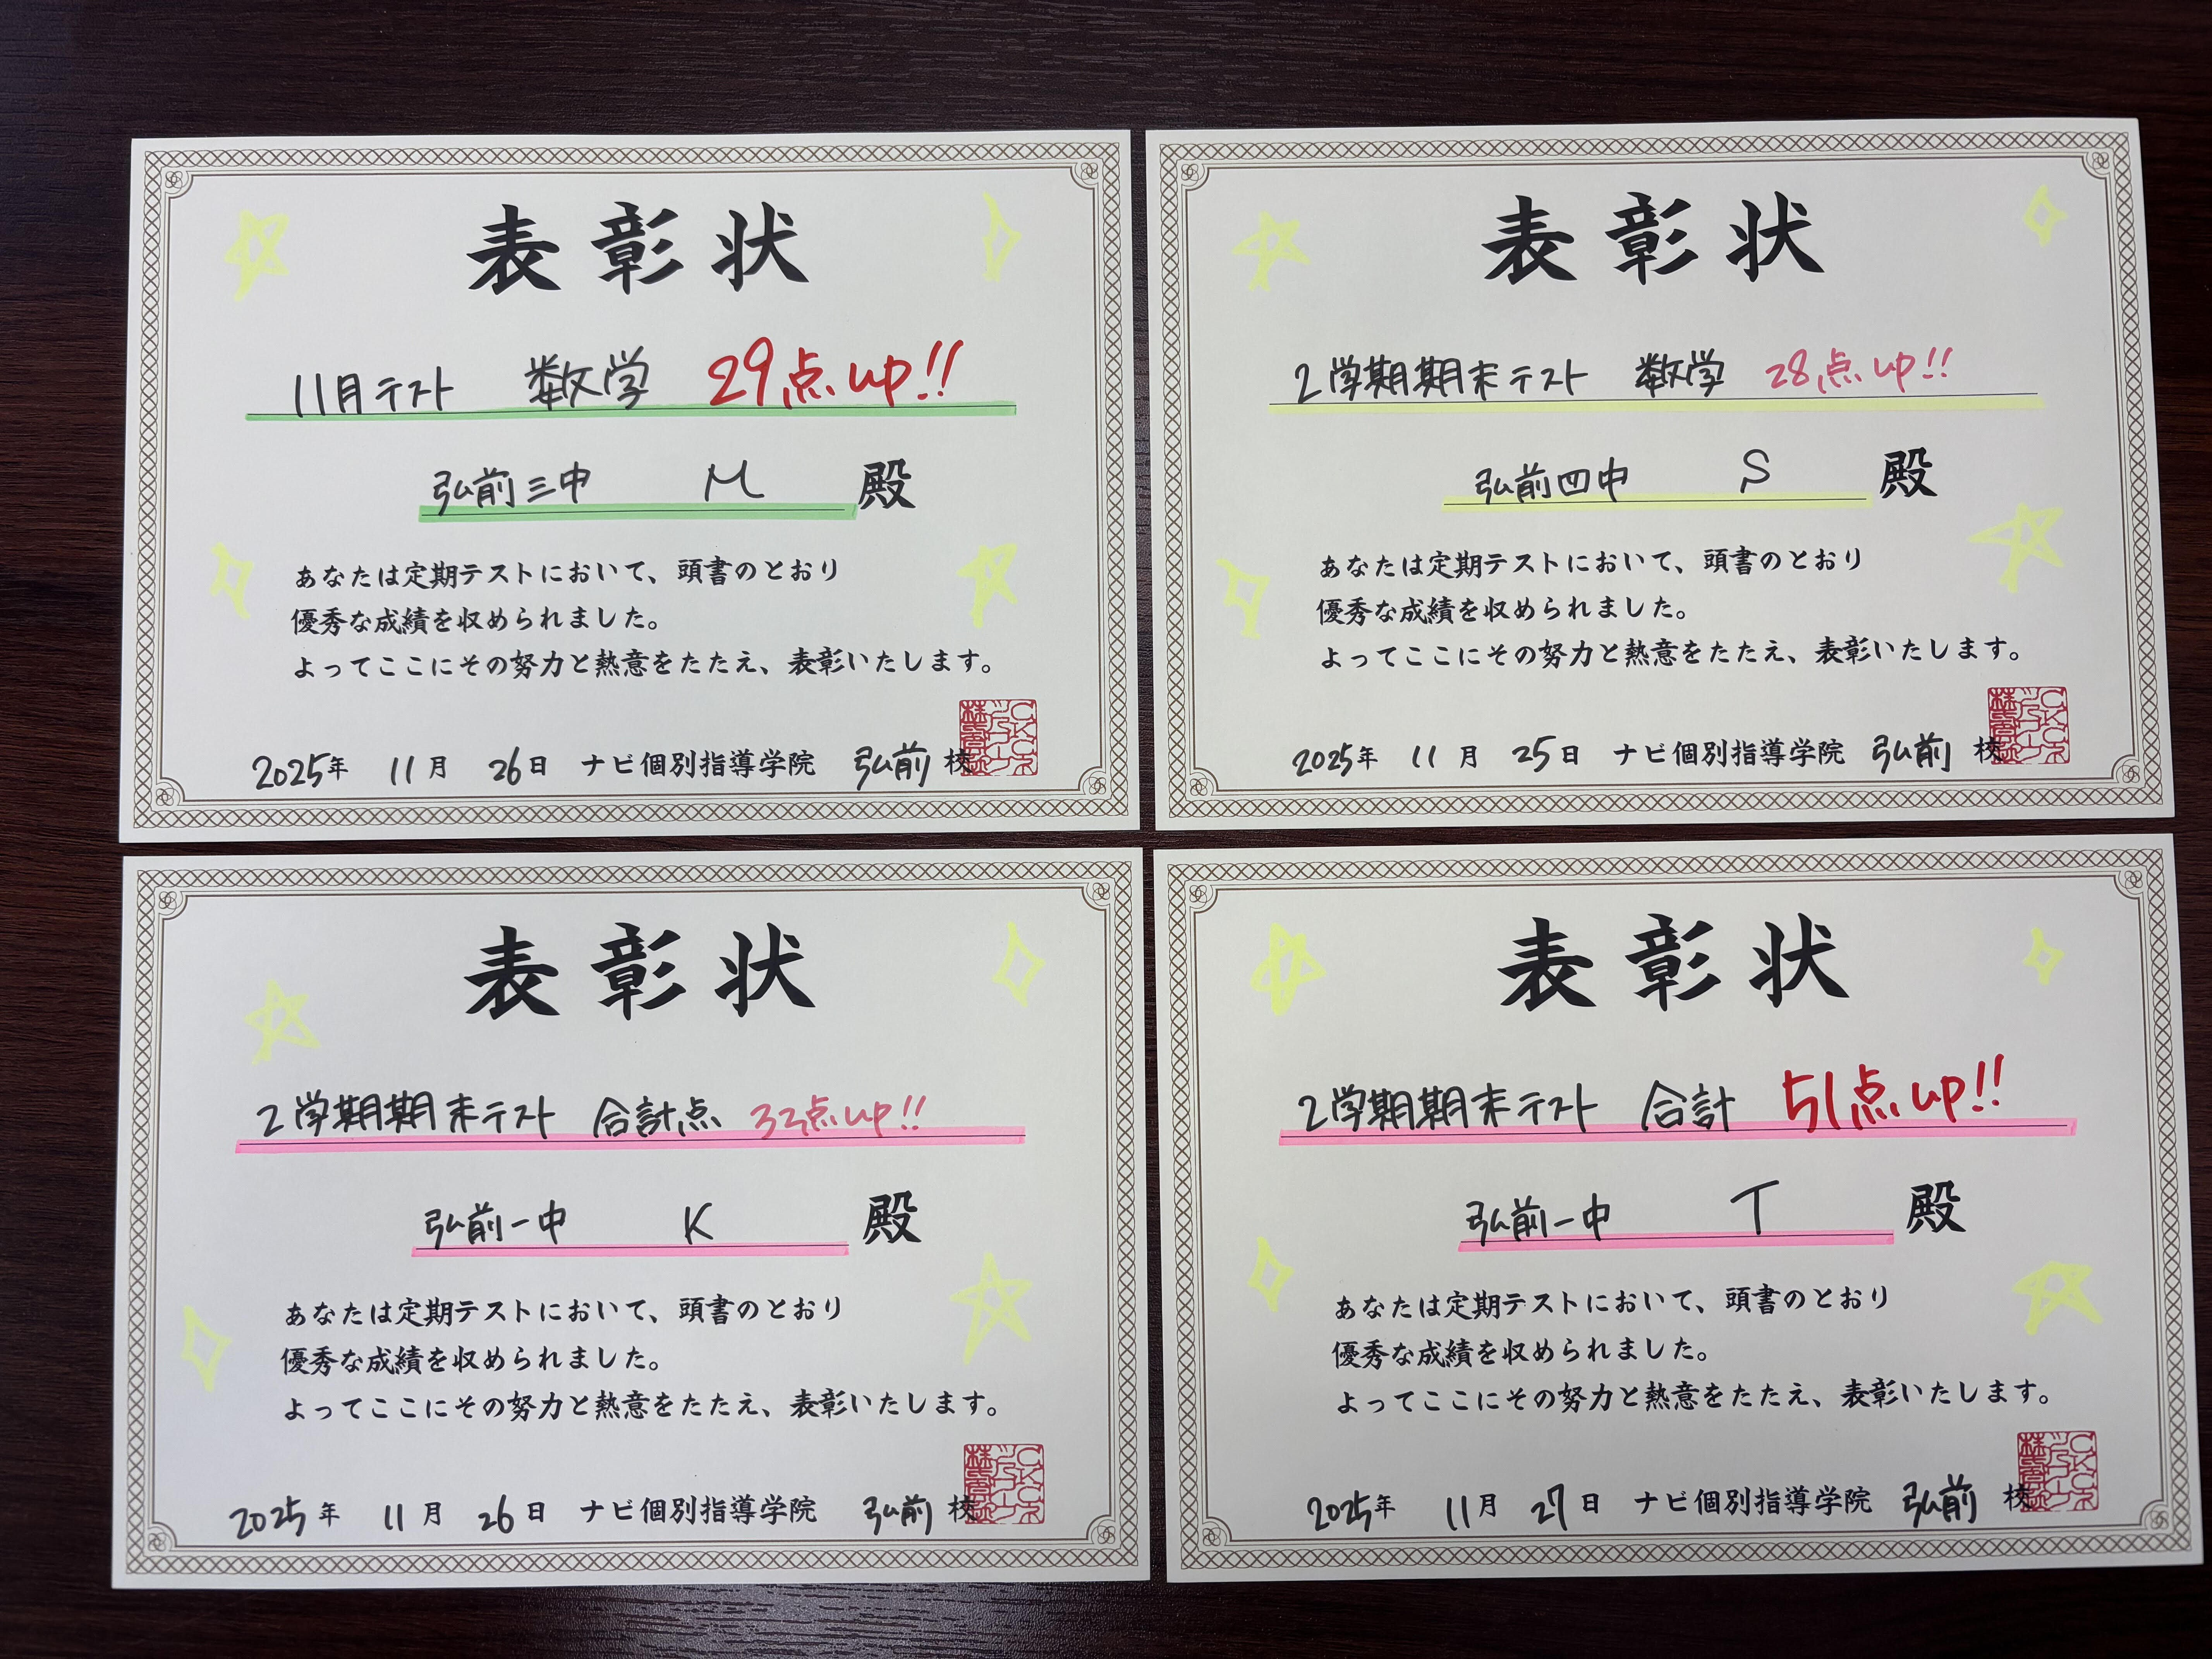 表彰状
11月テスト 数学 29点up!!
弘前三中 M 殿
あなたは定期テストにおいて、頭書のとおり
優秀な成績を収められました。
よってここにその努力と熱意をたたえ、表彰いたします。
2025年 11月 26日 ナビ個別指導学院 弘前校
表彰状
2学期期末テスト 数学 28点up!!
弘前四中 S 殿
あなたは定期テストにおいて、頭書のとおり
優秀な成績を収められました。
よってここにその努力と熱意をたたえ、表彰いたします。
2025年 11月 25日 ナビ個別指導学院 弘前校
表彰状
2学期期末テスト 合計点 32点up!!
弘前一中 K 殿
あなたは定期テストにおいて、頭書のとおり
優秀な成績を収められました。
よってここにその努力と熱意をたたえ、表彰いたします。
2025年 11月 26日 ナビ個別指導学院 弘前校
表彰状
2学期期末テスト 合計 51点up!!
弘前一中 T 殿
あなたは定期テストにおいて、頭書のとおり
優秀な成績を収められました。
よってここにその努力と熱意をたたえ、表彰いたします。
2025年 11月 27日 ナビ個別指導学院 弘前校